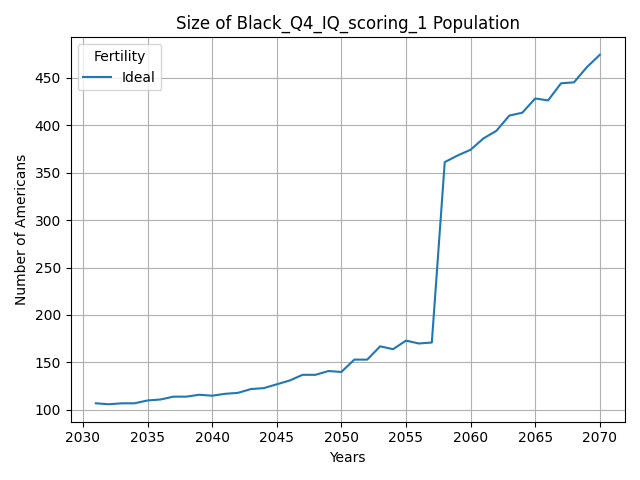 Size of Black_Q4_IQ_scoring_1 Population
Fertility
Ideal
Number of Americans
450
400
350
300
250
200
150
100
2030 2035 2040 2045 2050 2055 2060 2065 2070
Years